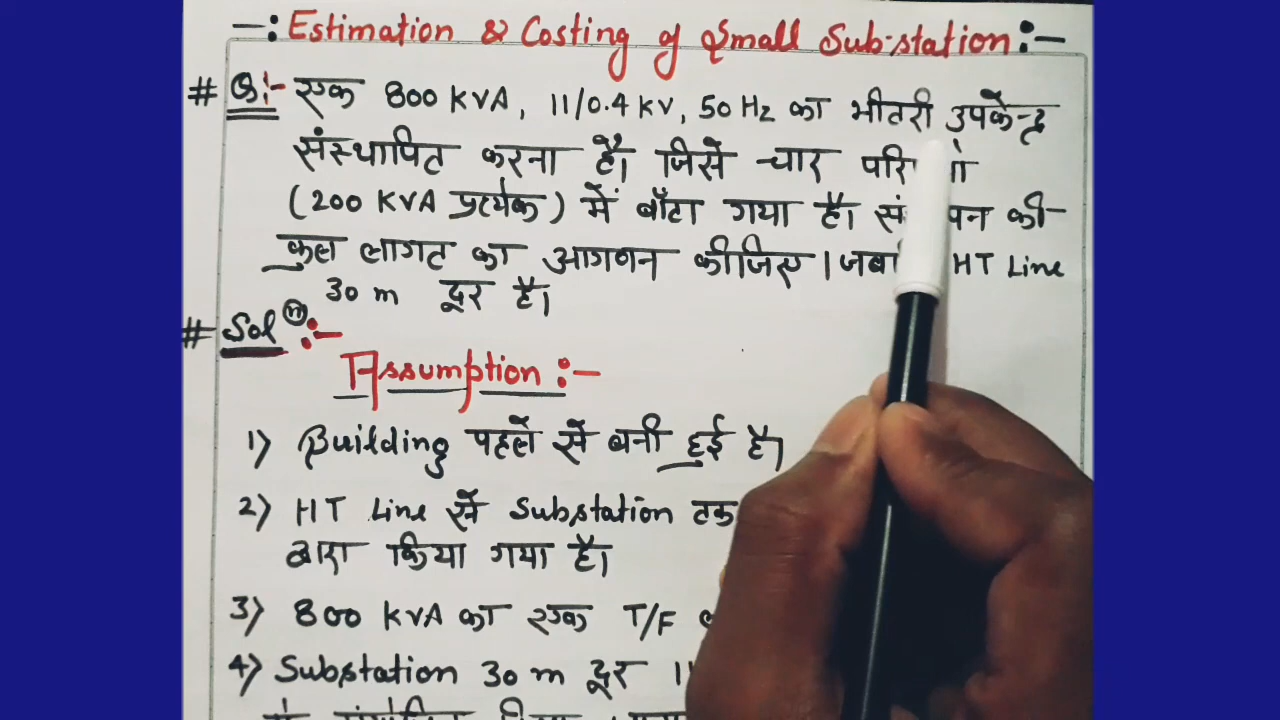 -: Estimation & Costing of Small Sub-station :-
# Q:- एक 800 KVA, 11/0.4 KV, 50 Hz का भीतरी उपकेन्द्र
संस्थापित करना है। जिसे चार
(200 KVA प्रत्येक) में बाँटा गया है। की
कुल लागत का आगणन कीजिए। HT Line
30 m दूर है।
# Sol(n) :-
Assumption :-
1) Building पहले से बनी हुई है।
2) HT Line से Substation तक
द्वारा किया गया है।
3) 800 KVA का एक T/F
4) Substation 30 m दूर